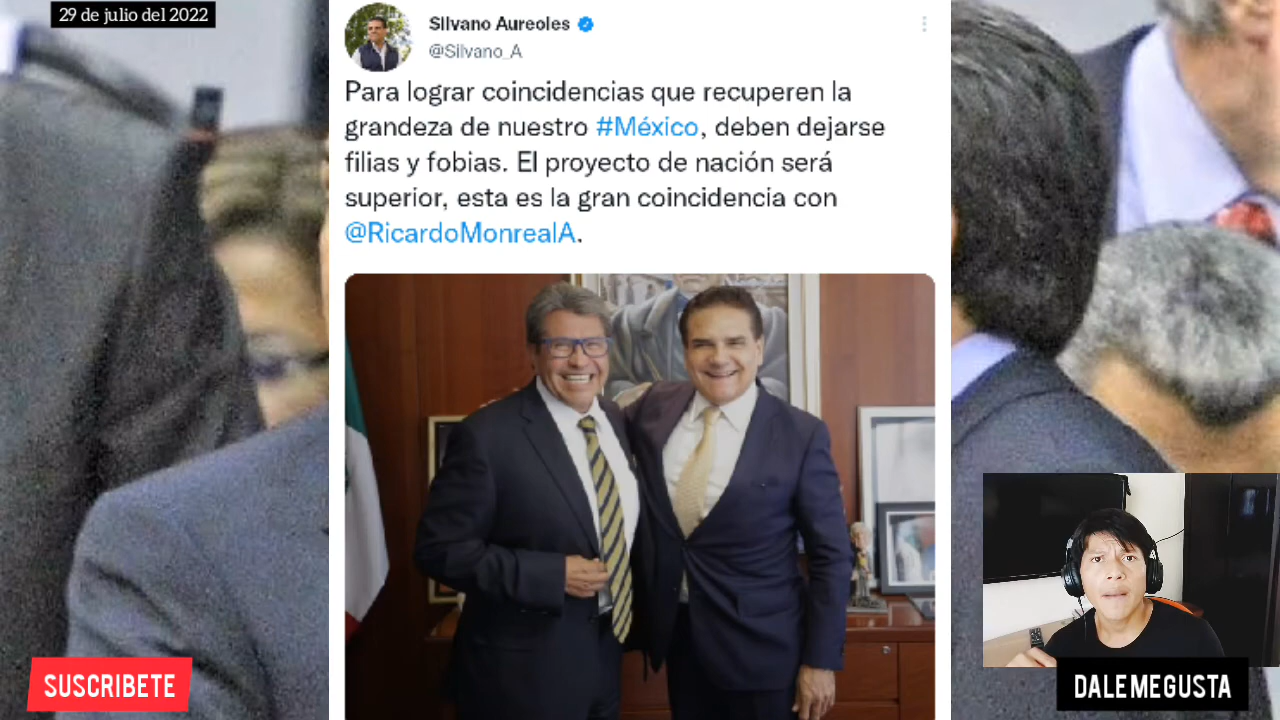 29 de julio del 2022
Silvano Aureoles
@Silvano_A
Para lograr coincidencias que recuperen la
grandeza de nuestro #México, deben dejarse
filias y fobias. El proyecto de nación será
superior, esta es la gran coincidencia con
@RicardoMonrealA.
SUSCRIBETE
DALE ME GUSTA